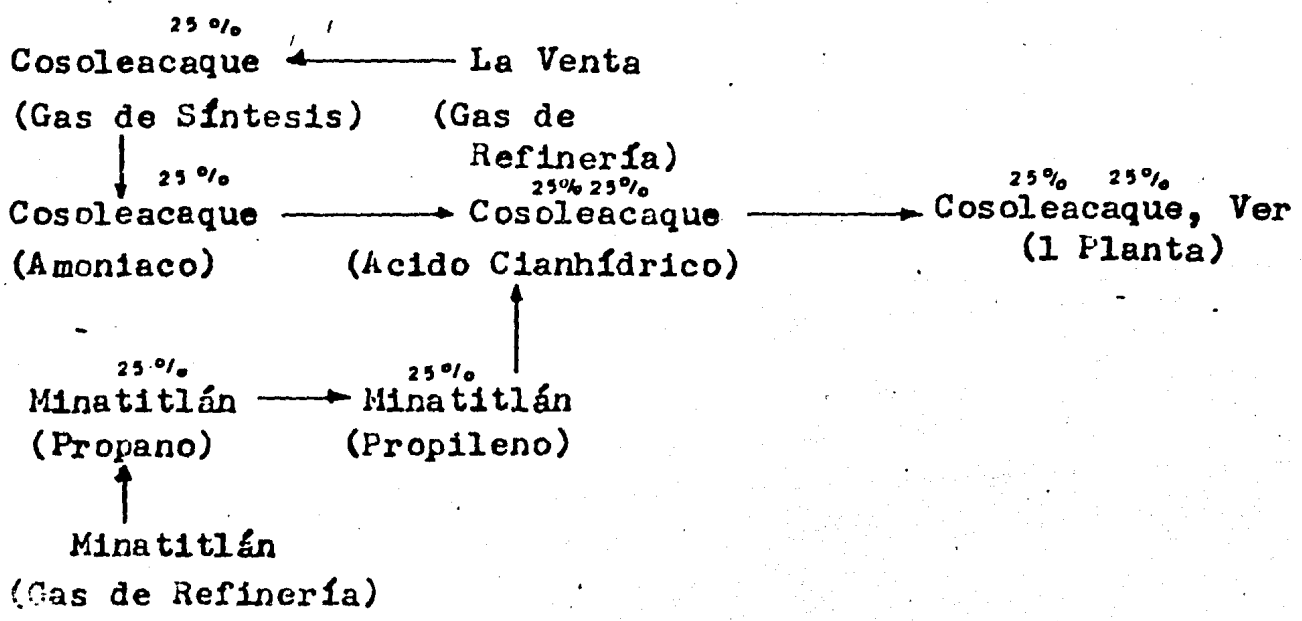 25 %
Cosoleacaque La Venta
(Gas de Síntesis) (Gas de
Refinería)
25 % 25% 25% 25% 25%
Cosoleacaque Cosoleacaque Cosoleacaque, Ver
(Amoniaco) (Acido Cianhídrico) (1 Planta)
25.% 25%
Minatitlán Minatitlán
(Propano) (Propileno)
Minatitlán
(Gas de Refinería)